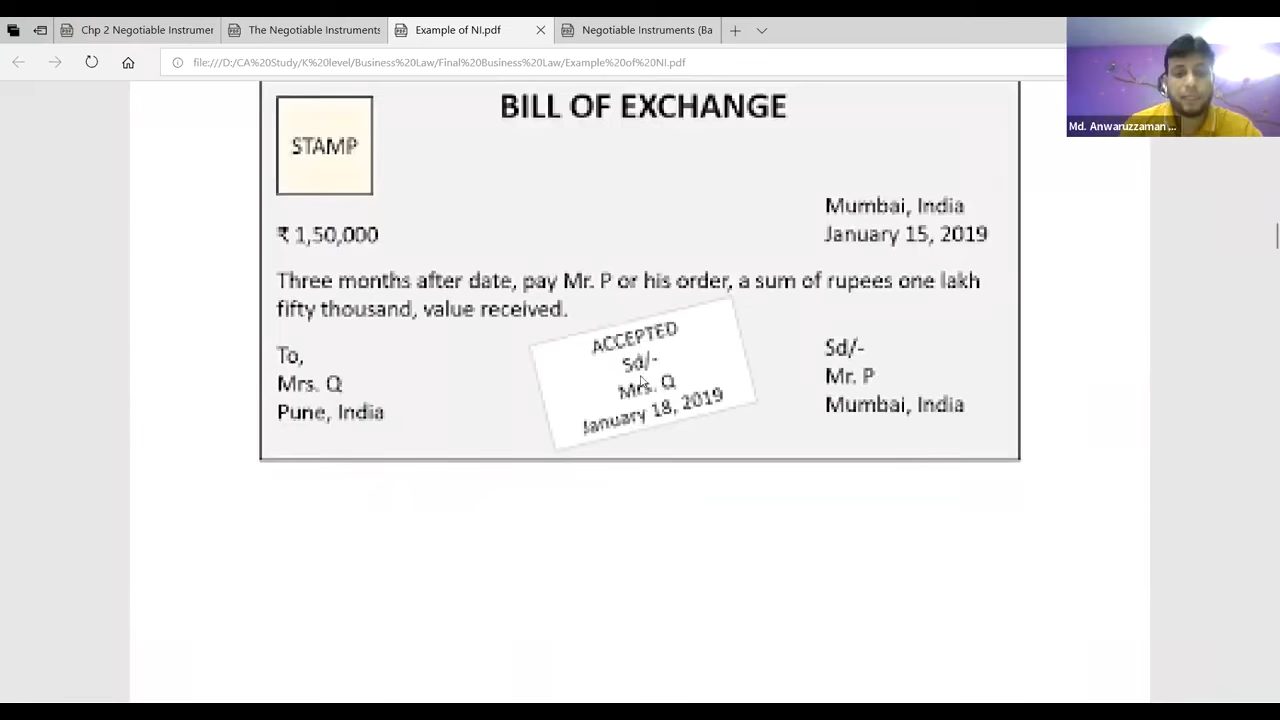 Chp 2 Negotiable Instrumer
The Negotiable Instruments
Example of NI.pdf
Negotiable Instruments (Ba
file:///D:/CA%20Study/K%20level/Business%20Law/Final%20Business%20Law/Example%20of%20NI.pdf
Md. Anwaruzzaman ...
BILL OF EXCHANGE
STAMP
Mumbai, India
₹ 1,50,000
January 15, 2019
Three months after date, pay Mr. P or his order, a sum of rupees one lakh
fifty thousand, value received.
To,
Mrs. Q
Pune, India
ACCEPTED
Sd/-
Mrs. Q
January 18, 2019
Sd/-
Mr. P
Mumbai, India